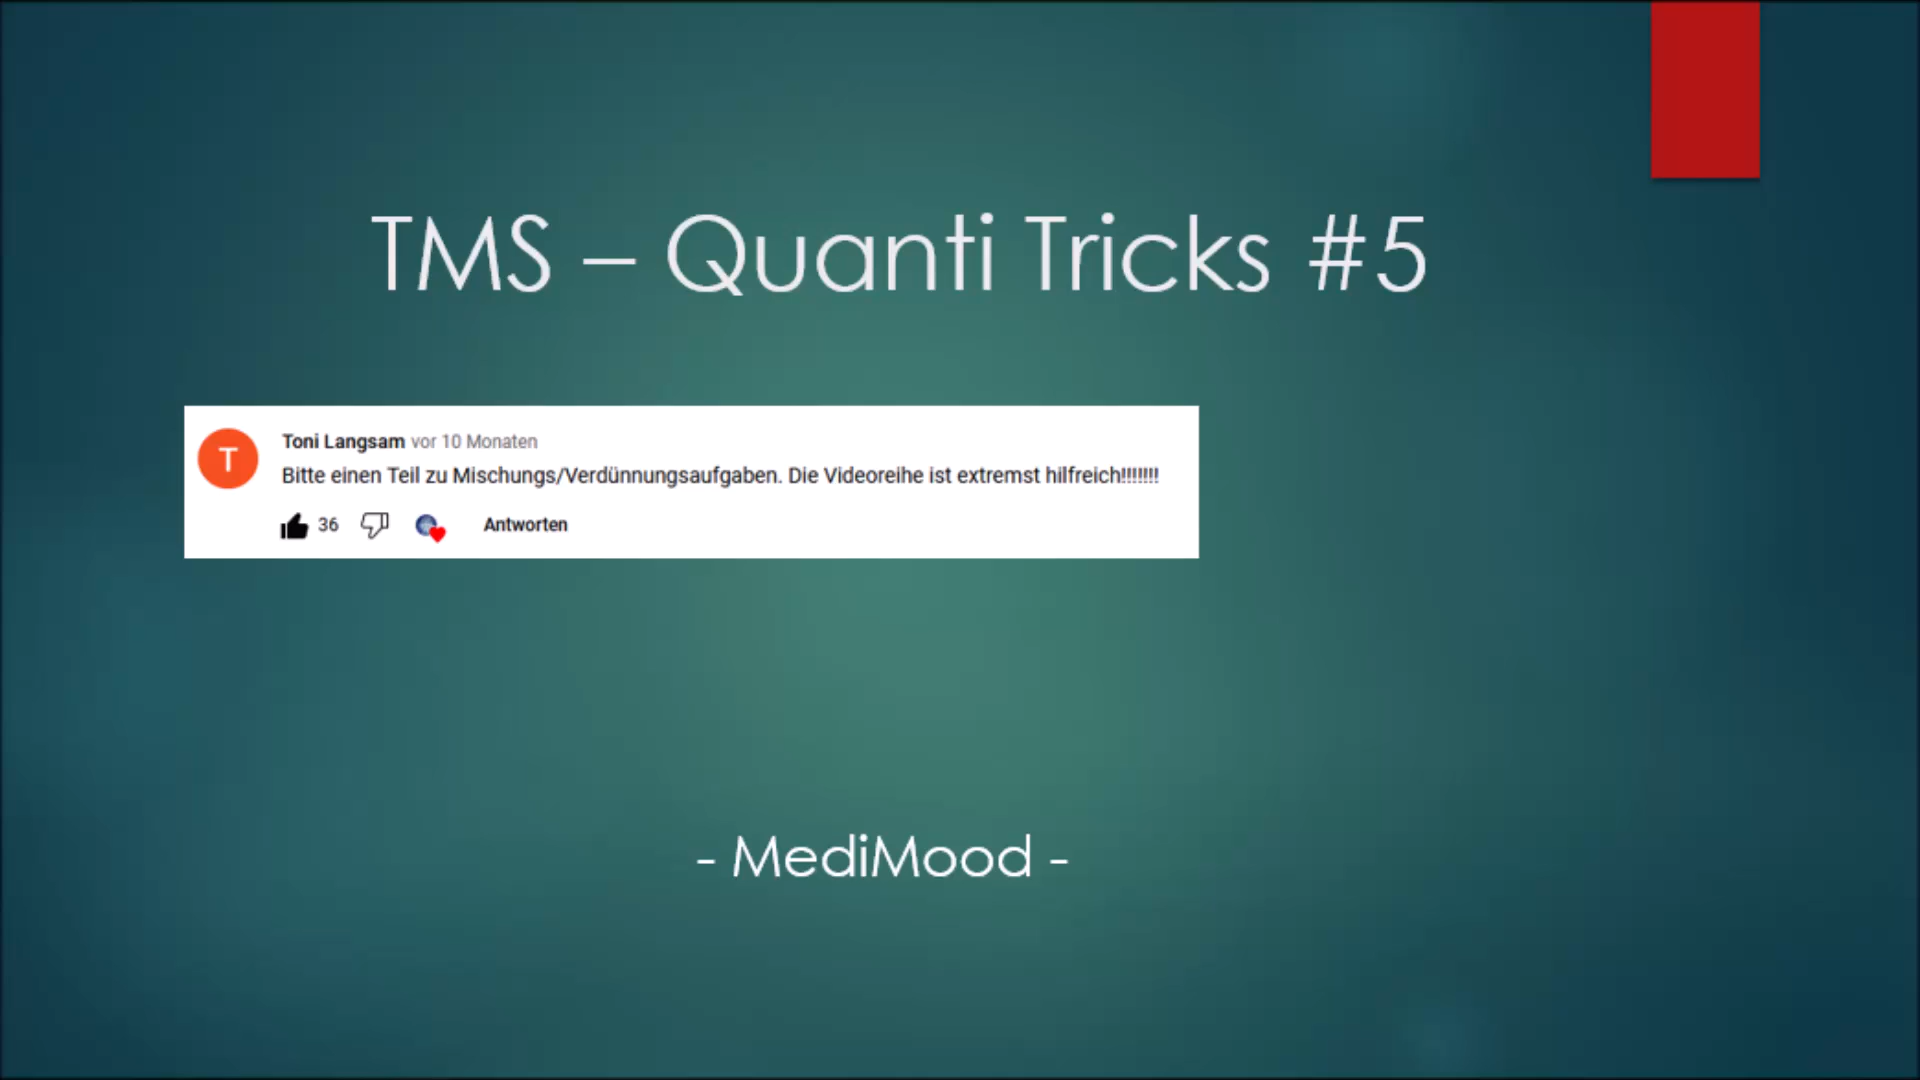 TMS – Quanti Tricks #5
T
Toni Langsam vor 10 Monaten
Bitte einen Teil zu Mischungs/Verdünnungsaufgaben. Die Videoreihe ist extremst hilfreich!!!!!!!
36 Antworten
- MediMood -